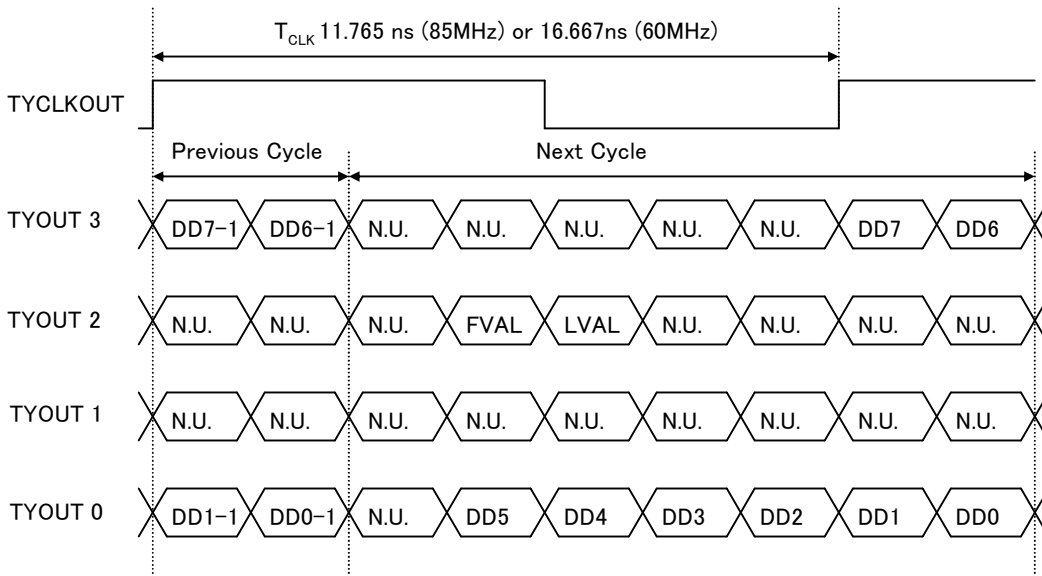 TCLK 11.765 ns (85MHz) or 16.667ns (60MHz)
TYCLKOUT
Previous Cycle Next Cycle
TYOUT 3 DD7-1 DD6-1 N.U. N.U. N.U. N.U. N.U. DD7 DD6
TYOUT 2 N.U. N.U. N.U. FVAL LVAL N.U. N.U. N.U. N.U.
TYOUT 1 N.U. N.U. N.U. N.U. N.U. N.U. N.U. N.U. N.U.
TYOUT 0 DD1-1 DD0-1 N.U. DD5 DD4 DD3 DD2 DD1 DD0